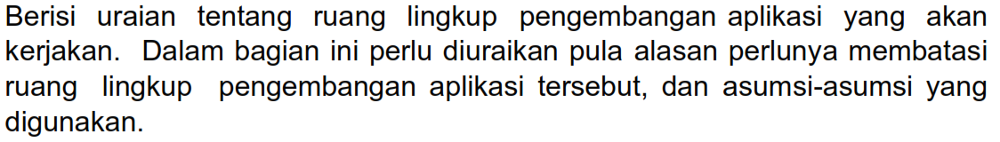 Berisi uraian tentang ruang lingkup pengembangan aplikasi yang akan
kerjakan. Dalam bagian ini perlu diuraikan pula alasan perlunya membatasi
ruang lingkup pengembangan aplikasi tersebut, dan asumsi-asumsi yang
digunakan.